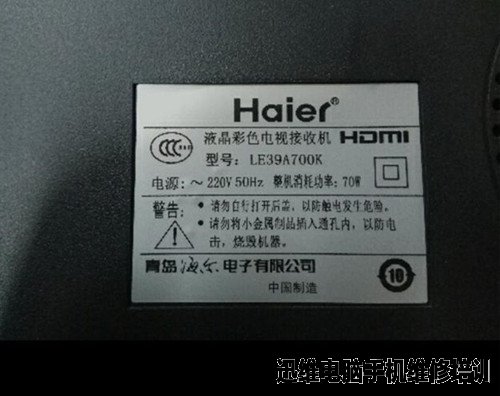 Haier®
液晶彩色电视接收机 HDMI
型号: LE39A700K
电源: ~220V 50Hz 整机消耗功率: 70W
警告: • 请勿自行打开后盖, 以防触电发生危险。
• 请勿将小金属制品插入通孔内, 以防电
击, 烧毁机器。
青岛海尔电子有限公司
中国制造
10
迅维电脑手机维修培训